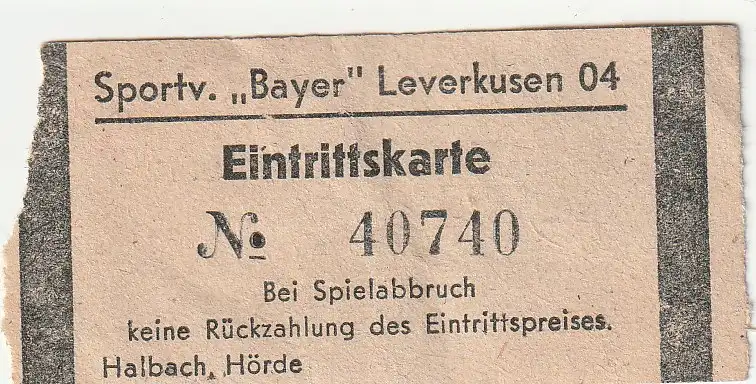 Sportv. „Bayer" Leverkusen 04
Eintrittskarte
№ 40740
Bei Spielabbruch
keine Rückzahlung des Eintrittspreises.
Halbach, Hörde